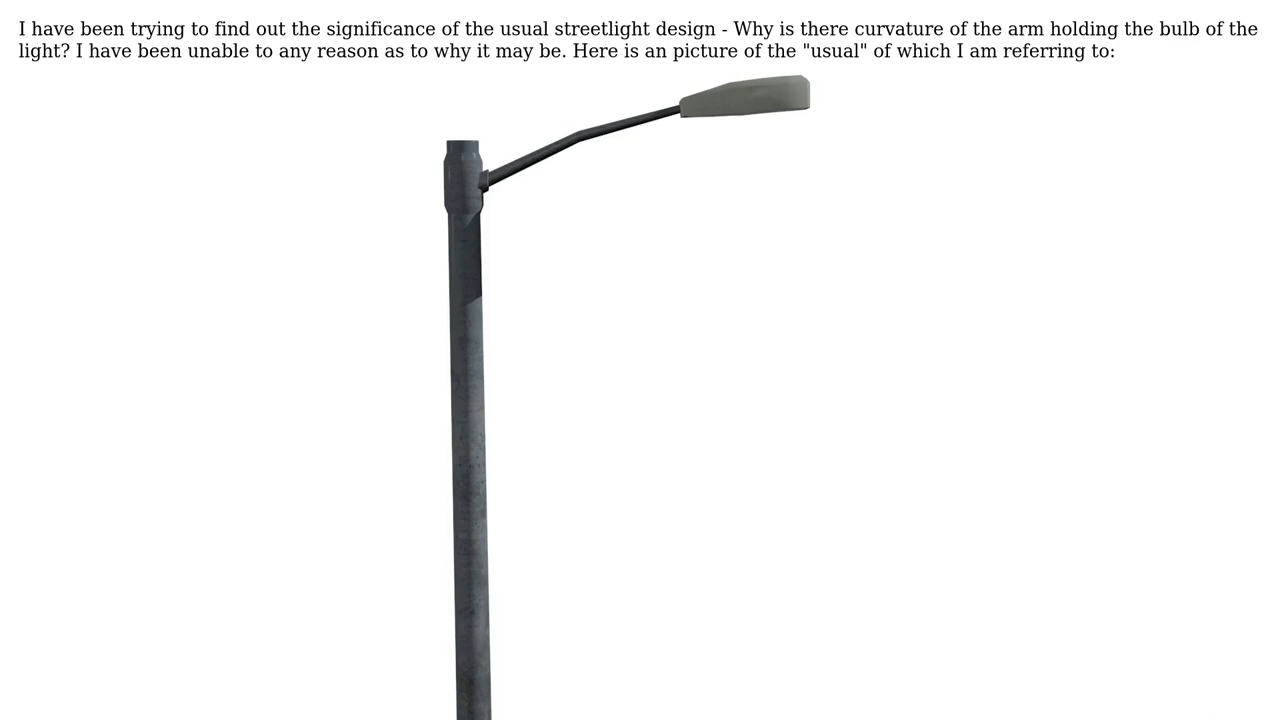 I have been trying to find out the significance of the usual streetlight design - Why is there curvature of the arm holding the bulb of the
light? I have been unable to any reason as to why it may be. Here is an picture of the "usual" of which I am referring to: